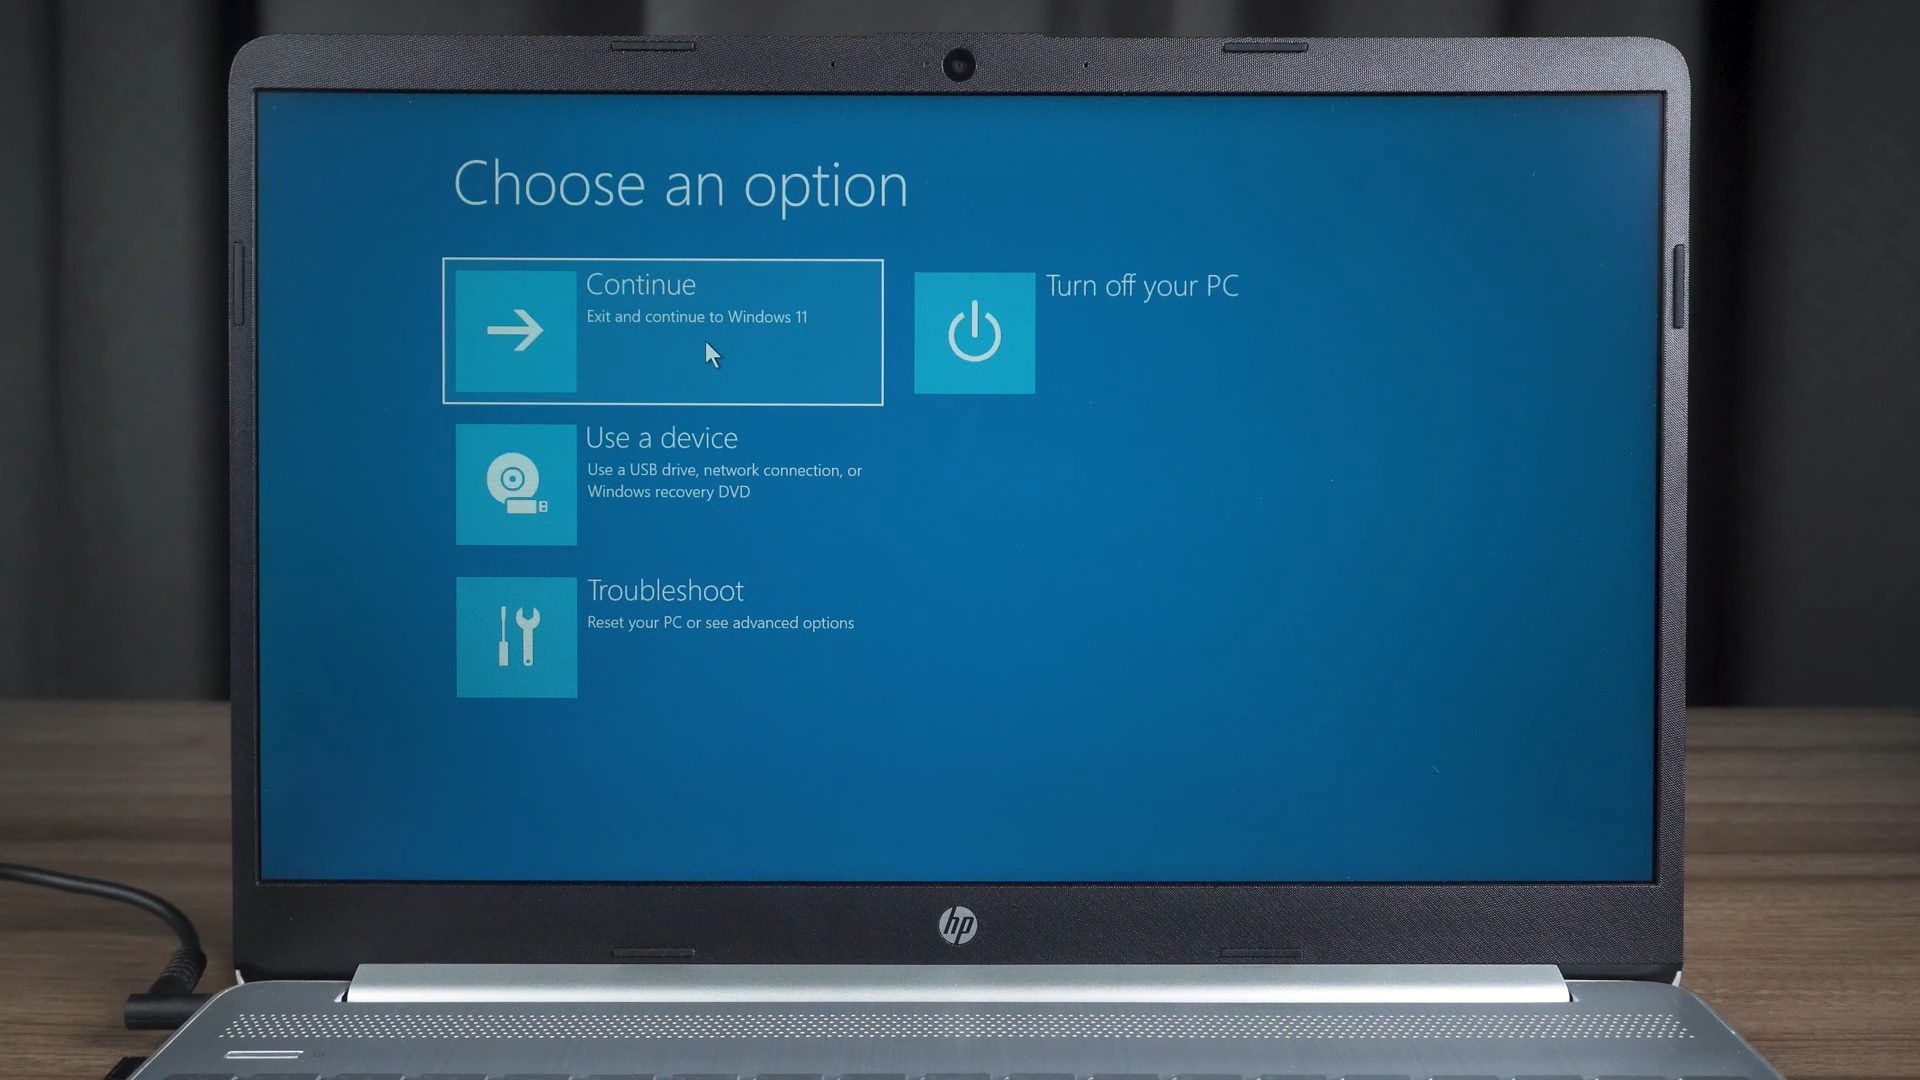 Choose an option
Continue
Exit and continue to Windows 11
Turn off your PC
Use a device
Use a USB drive, network connection, or
Windows recovery DVD
Troubleshoot
Reset your PC or see advanced options
hp